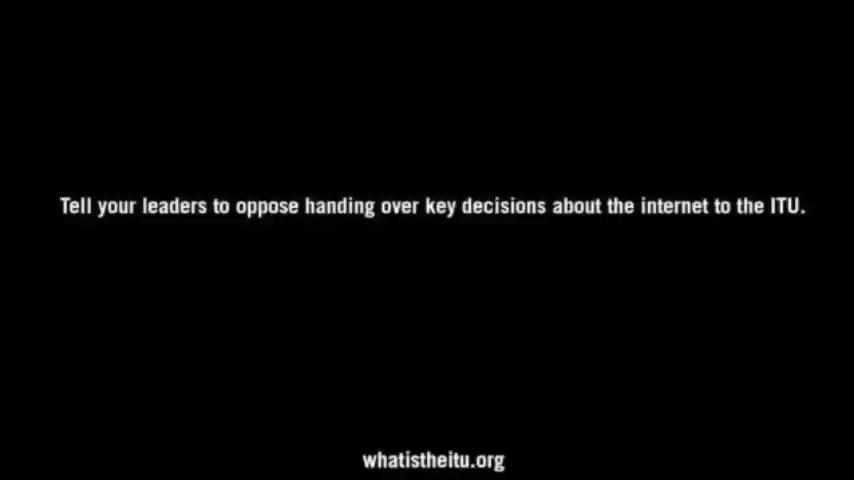 Tell your leaders to oppose handing over key decisions about the internet to the ITU.
whatistheitu.org